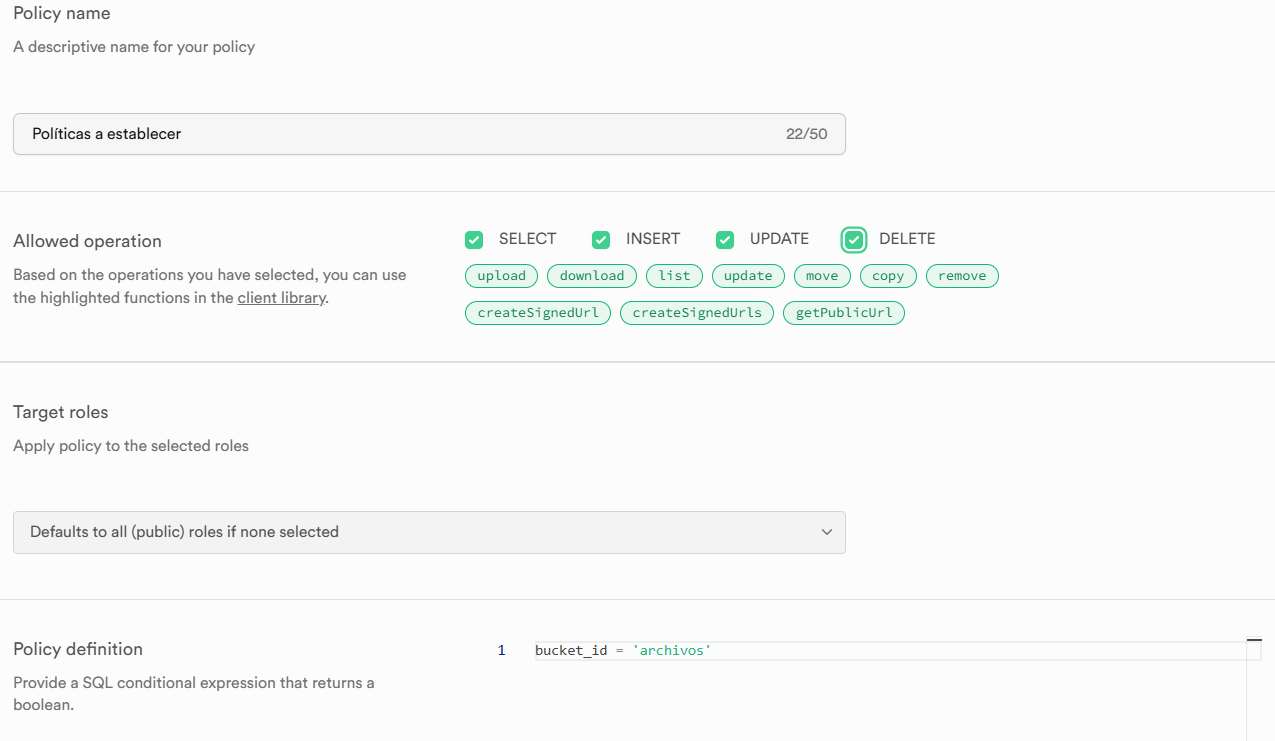 Policy name
A descriptive name for your policy
Políticas a establecer 22/50
Allowed operation
Based on the operations you have selected, you can use
the highlighted functions in the client library.
SELECT INSERT UPDATE DELETE
upload download list update move copy remove
createSignedUrl createSignedUrls getPublicUrl
Target roles
Apply policy to the selected roles
Defaults to all (public) roles if none selected
Policy definition
Provide a SQL conditional expression that returns a
boolean.
1 bucket_id = 'archivos'